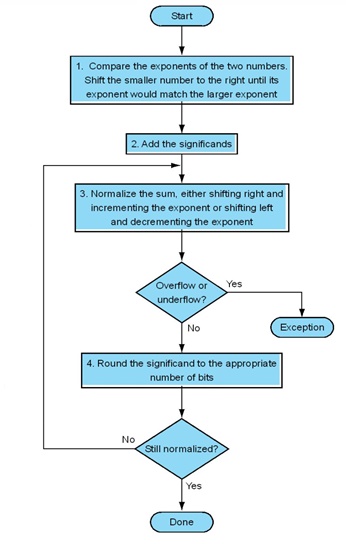 Start
1.  Compare the exponents of the two numbers.
Shift the smaller number to the right until its
exponent would match the larger exponent
2. Add the significands
3. Normalize the sum, either shifting right and
incrementing the exponent or shifting left
and decrementing the exponent
Overflow or
underflow?
Yes
Exception
No
4. Round the significand to the appropriate
number of bits
No
Still normalized?
Yes
Done